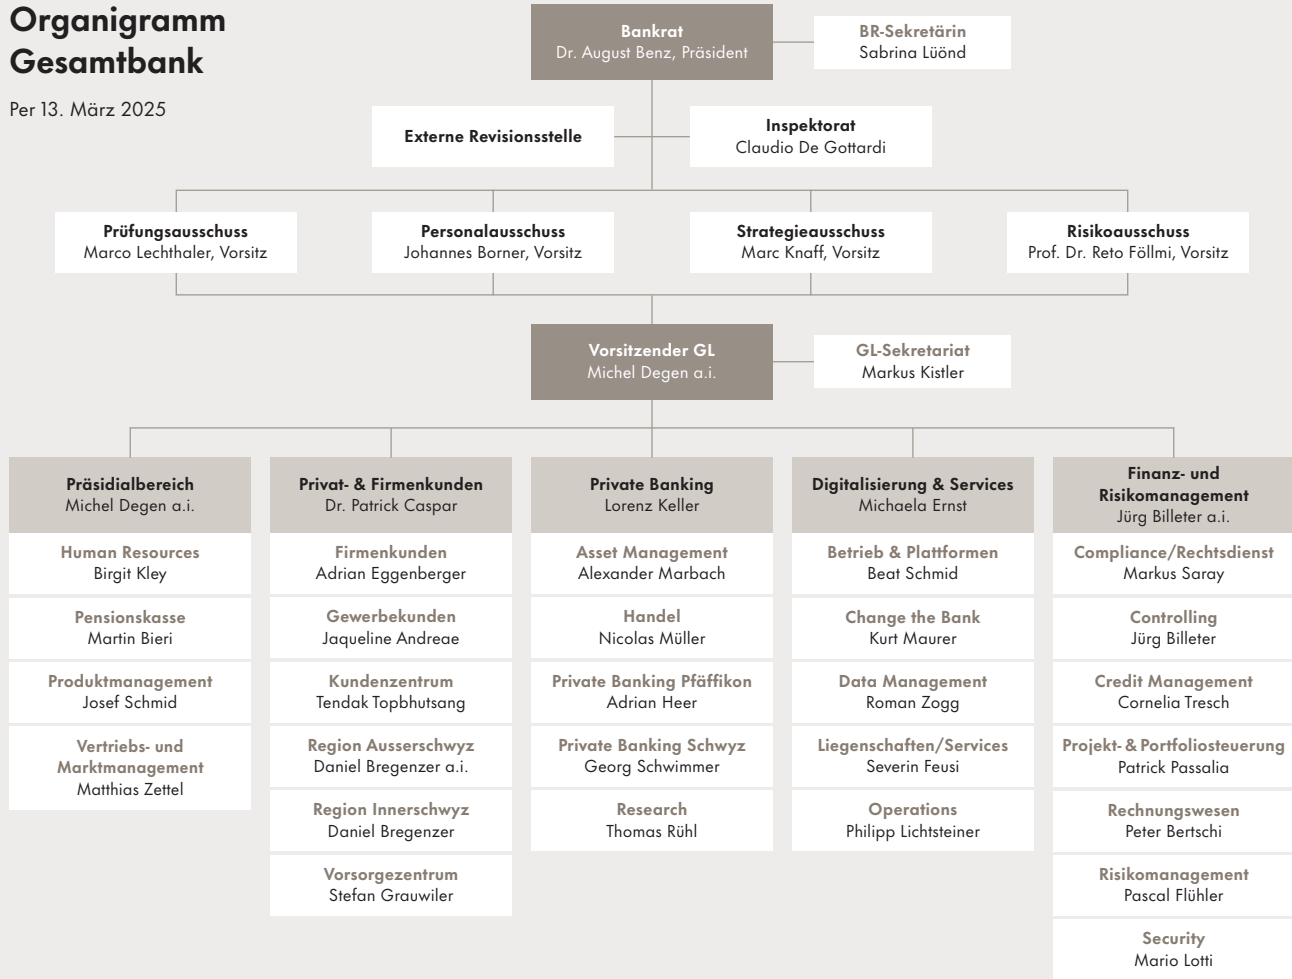 Organigramm
Gesamtbank
Per 13. März 2025
Bankrat
Dr. August Benz, Präsident
BR-Sekretärin
Sabrina Lüönd
Externe Revisionsstelle
Inspektorat
Claudio De Gottardi
Prüfungsausschuss
Marco Lechthaler, Vorsitz
Personalausschuss
Johannes Borner, Vorsitz
Strategieausschuss
Marc Knaff, Vorsitz
Risikoausschuss
Prof. Dr. Reto Föllmi, Vorsitz
Vorsitzender GL
Michel Degen a.i.
GL-Sekretariat
Markus Kistler
Präsidialbereich
Michel Degen a.i.
Human Resources
Birgit Kley
Pensionskasse
Martin Bieri
Produktmanagement
Josef Schmid
Vertriebs- und
Marktmanagement
Matthias Zettel
Privat- & Firmenkunden
Dr. Patrick Caspar
Firmenkunden
Adrian Eggenberger
Gewerbekunden
Jaqueline Andreae
Kundenzentrum
Tendak Topbhutsang
Region Ausserschwyz
Daniel Bregenzer a.i.
Region Innerschwyz
Daniel Bregenzer
Vorsorgezentrum
Stefan Grauwiler
Private Banking
Lorenz Keller
Asset Management
Alexander Marbach
Handel
Nicolas Müller
Private Banking Pfäffikon
Adrian Heer
Private Banking Schwyz
Georg Schwimmer
Research
Thomas Rühl
Digitalisierung & Services
Michaela Ernst
Betrieb & Plattformen
Beat Schmid
Change the Bank
Kurt Maurer
Data Management
Roman Zogg
Liegenschaften/Services
Severin Feusi
Operations
Philipp Lichtsteiner
Finanz- und
Risikomanagement
Jürg Billeter a.i.
Compliance/Rechtsdienst
Markus Saray
Controlling
Jürg Billeter
Credit Management
Cornelia Tresch
Projekt- & Portfoliosteuerung
Patrick Passalia
Rechnungswesen
Peter Bertschi
Risikomanagement
Pascal Flühler
Security
Mario Lotti